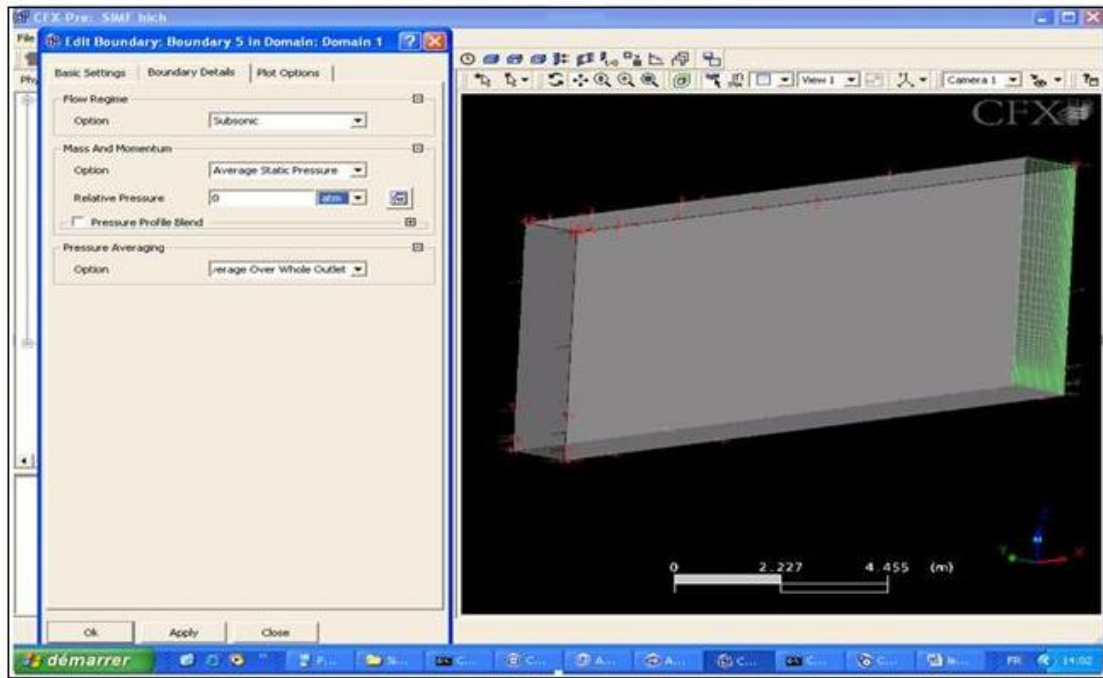 CFX-Pre: SIMF hich
File
Edit Boundary: Boundary 5 in Domain: Domain 1
Basic Settings Boundary Details Plot Options
Flow Regime
Option Subsonic
Mass And Momentum
Option Average Static Pressure
Relative Pressure 0 atm
Pressure Profile Blend
Pressure Averaging
Option verage Over Whole Outlet
Ok Apply Close
View 1 Camera 1
CFX
0 2.227 4.455 (m)
Z
Y X
démarrer P... Si... C... C... A... A... C... C... C... FR 14:02